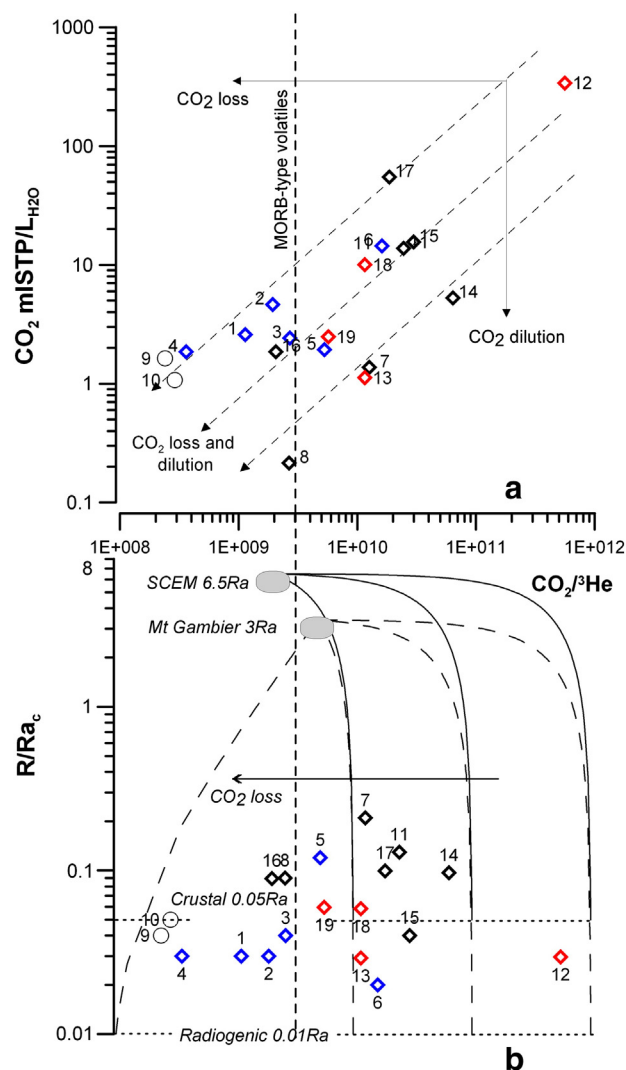 1000
12
CO2 loss
MORB-type volatiles
17
100
CO2 mlSTP/LH2O
6
11
15
1
18
10
14
2
CO2 dilution
1
3
19
4
16
5
9
7
10
13
1
CO2 loss and
dilution
8
a
0.1
1E+008
1E+009
1E+010
1E+011
1E+012
8
CO2/3He
SCEM 6.5Ra
Mt Gambier 3Ra
1
R/Rac
CO2 loss
7
5
11
168
17
14
0.1
Crustal 0.05Ra
10
3
19
18
15
9
1
4
2
13
12
6
0.01
Radiogenic 0.01Ra
b